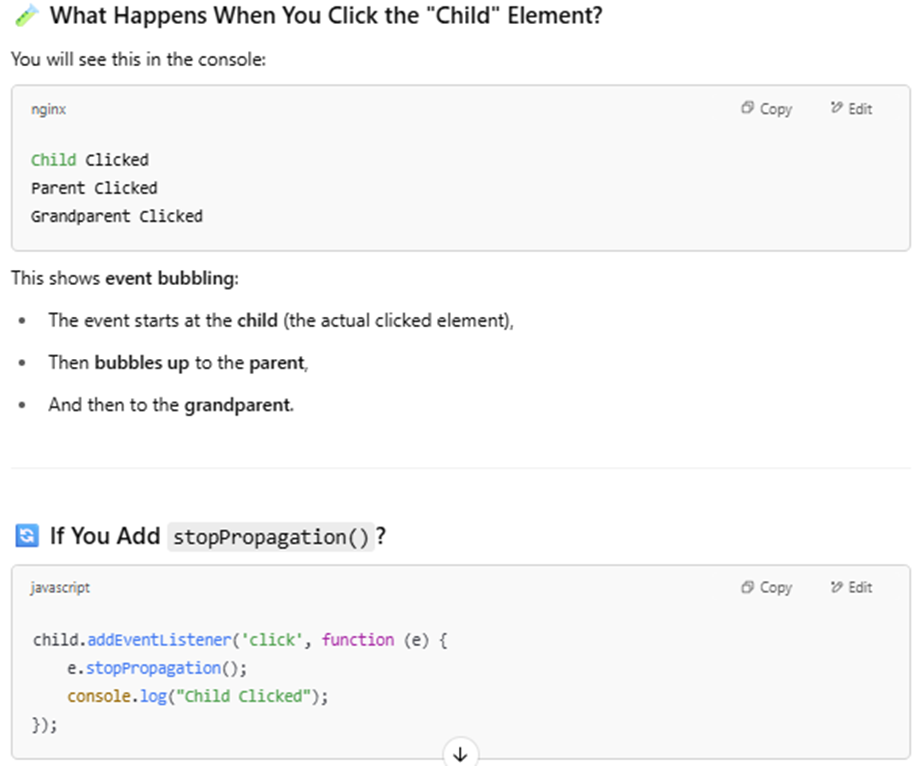 What Happens When You Click the "Child" Element?
You will see this in the console:
nginx Copy Edit
Child Clicked
Parent Clicked
Grandparent Clicked
This shows event bubbling:
• The event starts at the child (the actual clicked element),
• Then bubbles up to the parent,
• And then to the grandparent.
If You Add stopPropagation()?
javascript Copy Edit
child.addEventListener('click', function (e) {
    e.stopPropagation();
    console.log("Child Clicked");
});